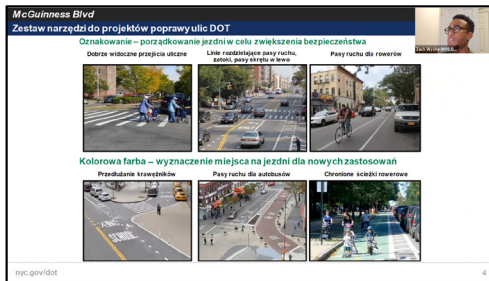 McGuinness Blvd
Zestaw narzędzi do projektów poprawy ulic DOT
Oznakowanie – porządkowanie jezdni w celu zwiększenia bezpieczeństwa
Dobrze widoczne przejścia uliczne
Linie rozdzielające pasy ruchu,
zatoki, pasy skrętu w lewo
Pasy ruchu dla rowerów
Kolorowa farba – wyznaczenie miejsca na jezdni dla nowych zastosowań
Przedłużanie krawężników
Pasy ruchu dla autobusów
Chronione ścieżki rowerowe
nyc.gov/dot
4